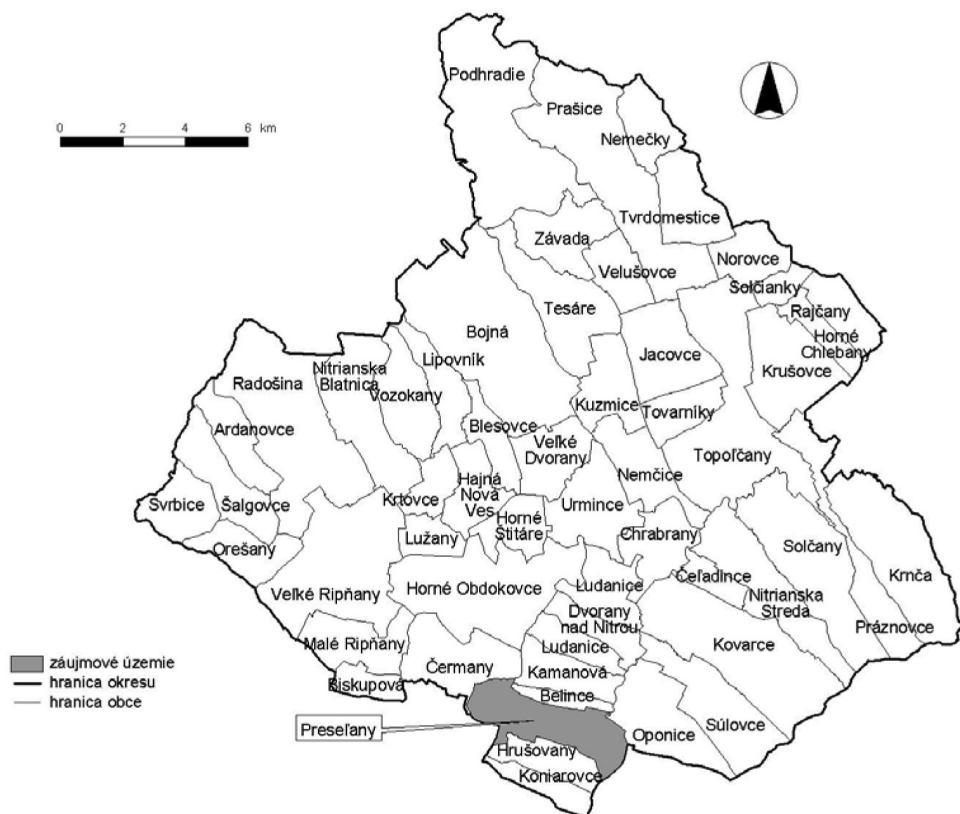 Podhradie
Prašice
Nemečky
0 2 4 6 km
Tvrdomestice
Závada
Velušovce
Norovce
Solčianky
Rajčany
Horné
Chlebany
Tesáre
Bojná
Jacovce
Krušovce
Lipovník
Nitrianska
Blatnica
Vozokany
Radošina
Kuzmice
Tovarníky
Ardanovce
Blesovce
Veľké
Dvorany
Topoľčany
Nemčice
Hajná
Nová
Ves
Krtovce
Svrbice
Šalgovce
Urmince
Horné
Štitáre
Chrabrany
Lužany
Orešany
Solčany
Krnča
Čeľadince
Ludanice
Nitrianska
Streda
Veľké Ripňany
Horné Obdokovce
Dvorany
nad Nitrou
Práznovce
Kovarce
Malé Ripňany
Ludanice
Čermany
Kamanová
Biskupová
Belince
záujmové územie
hranica okresu
hranica obce
Preseľany
Oponice
Súlovce
Hrušovany
Koniarovce